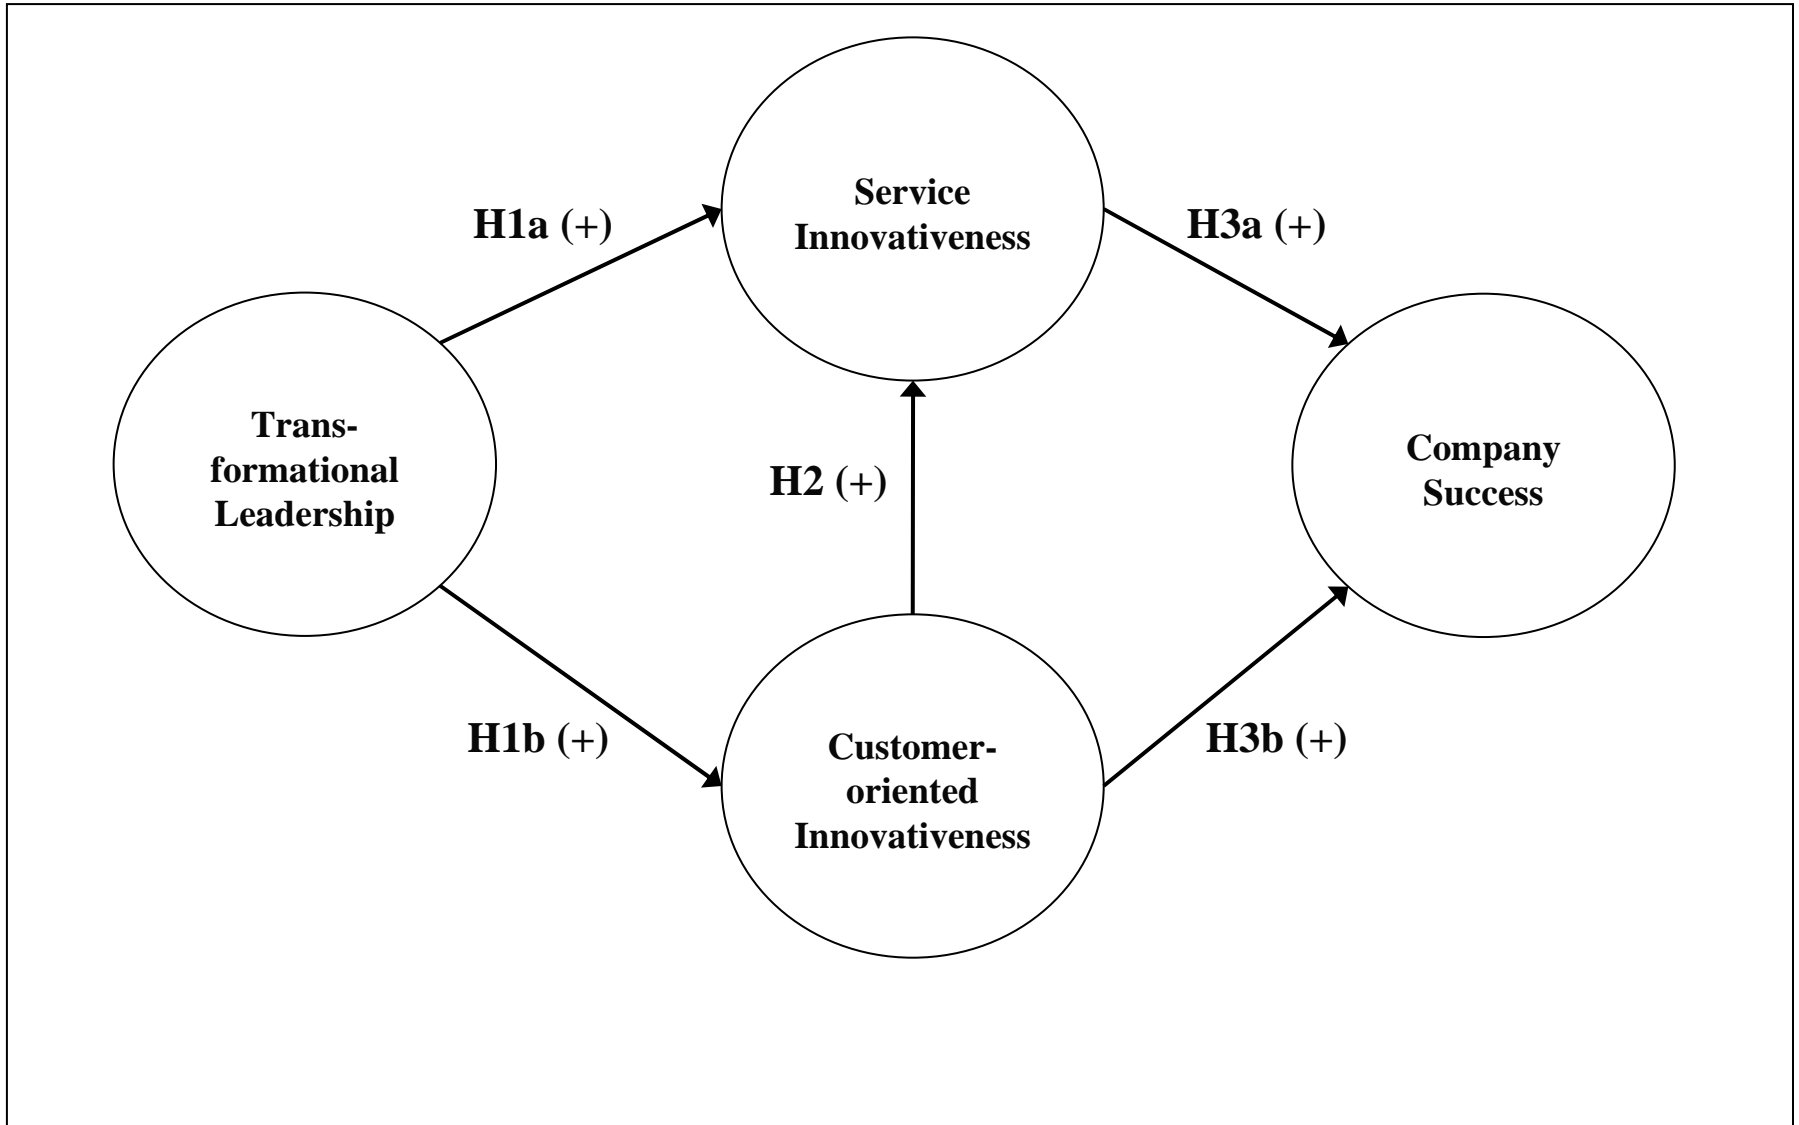 Service
Innovativeness
H1a (+)
H3a (+)
Trans-
formational
Leadership
H2 (+)
Company
Success
H1b (+)
Customer-
oriented
Innovativeness
H3b (+)